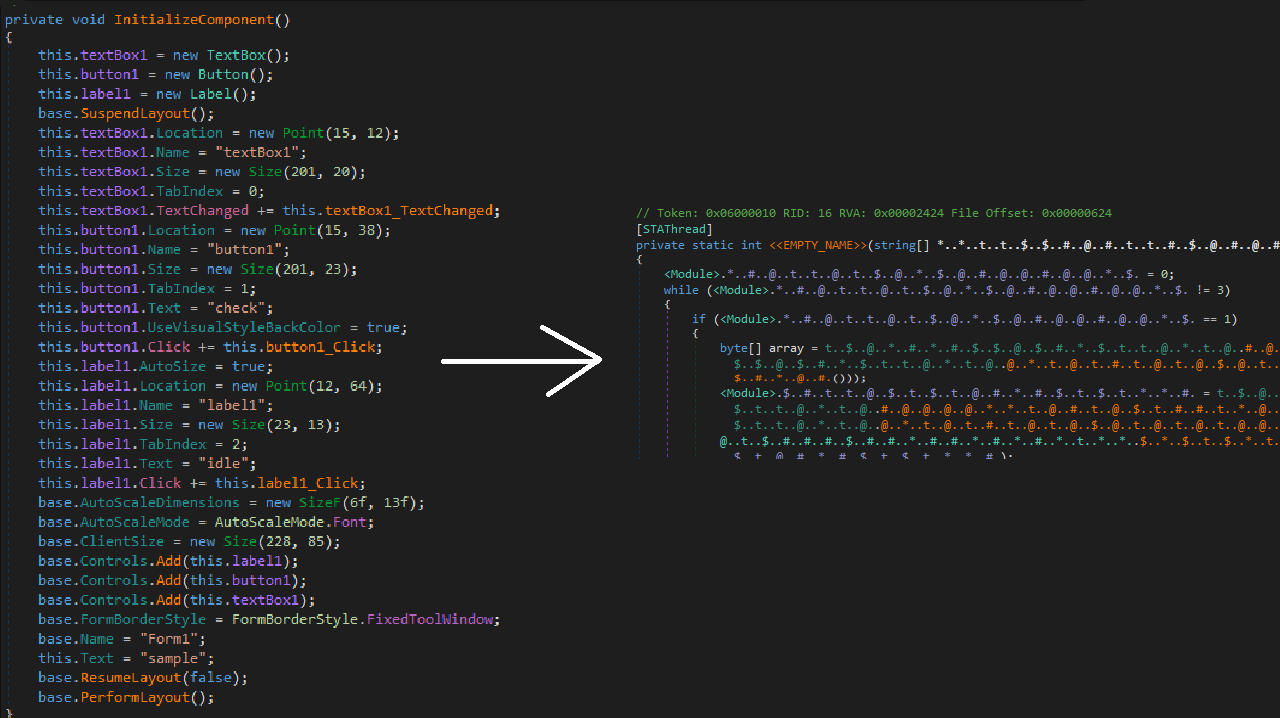 private void InitializeComponent()
{
this.textBox1 = new TextBox();
this.button1 = new Button();
this.label1 = new Label();
base.SuspendLayout();
this.textBox1.Location = new Point(15, 12);
this.textBox1.Name = "textBox1";
this.textBox1.Size = new Size(201, 20);
this.textBox1.TabIndex = 0;
this.textBox1.TextChanged += this.textBox1_TextChanged;
this.button1.Location = new Point(15, 38);
this.button1.Name = "button1";
this.button1.Size = new Size(201, 23);
this.button1.TabIndex = 1;
this.button1.Text = "check";
this.button1.UseVisualStyleBackColor = true;
this.button1.Click += this.button1_Click;
this.label1.AutoSize = true;
this.label1.Location = new Point(12, 64);
this.label1.Name = "label1";
this.label1.Size = new Size(23, 13);
this.label1.TabIndex = 2;
this.label1.Text = "idle";
this.label1.Click += this.label1_Click;
base.AutoScaleDimensions = new SizeF(6f, 13f);
base.AutoScaleMode = AutoScaleMode.Font;
base.ClientSize = new Size(228, 85);
base.Controls.Add(this.label1);
base.Controls.Add(this.button1);
base.Controls.Add(this.textBox1);
base.FormBorderStyle = FormBorderStyle.FixedToolWindow;
base.Name = "Form1";
this.Text = "sample";
base.ResumeLayout(false);
base.PerformLayout();
}
// Token: 0x06000010 RID: 16 RVA: 0x00002424 File Offset: 0x00000624
[STAThread]
private static int <<EMPTY_NAME>>(string[] *..*..t..t..$..$..#..@..#..t..t..#..$..@..#..@..#
{
<Module>.*..#..@..t..t..@..t..$..@..*..$..@..#..@..@..#..@..@..*..$. = 0;
while (<Module>.*..#..@..t..t..@..t..$..@..*..$..@..#..@..@..#..@..@..*..$. != 3)
{
if (<Module>.*..#..@..t..t..@..t..$..@..*..$..@..#..@..@..#..@..@..*..$. == 1)
{
byte[] array =
<Module>.